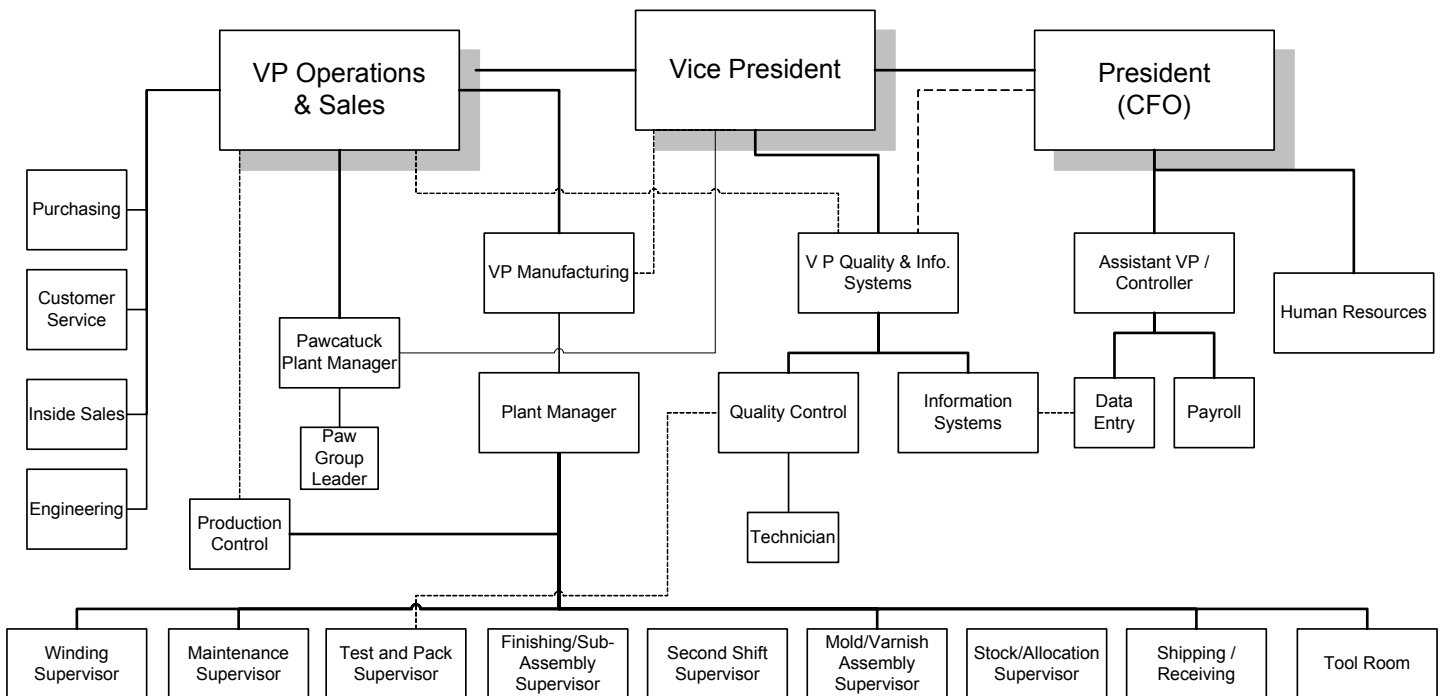 VP Operations
& Sales
Vice President
President
(CFO)
Purchasing
Customer
Service
Inside Sales
Engineering
VP Manufacturing
V P Quality & Info.
Systems
Assistant VP /
Controller
Human Resources
Pawcatuck
Plant Manager
Plant Manager
Quality Control
Information
Systems
Data
Entry
Payroll
Paw
Group
Leader
Production
Control
Technician
Winding
Supervisor
Maintenance
Supervisor
Test and Pack
Supervisor
Finishing/Sub-
Assembly
Supervisor
Second Shift
Supervisor
Mold/Varnish
Assembly
Supervisor
Stock/Allocation
Supervisor
Shipping /
Receiving
Tool Room